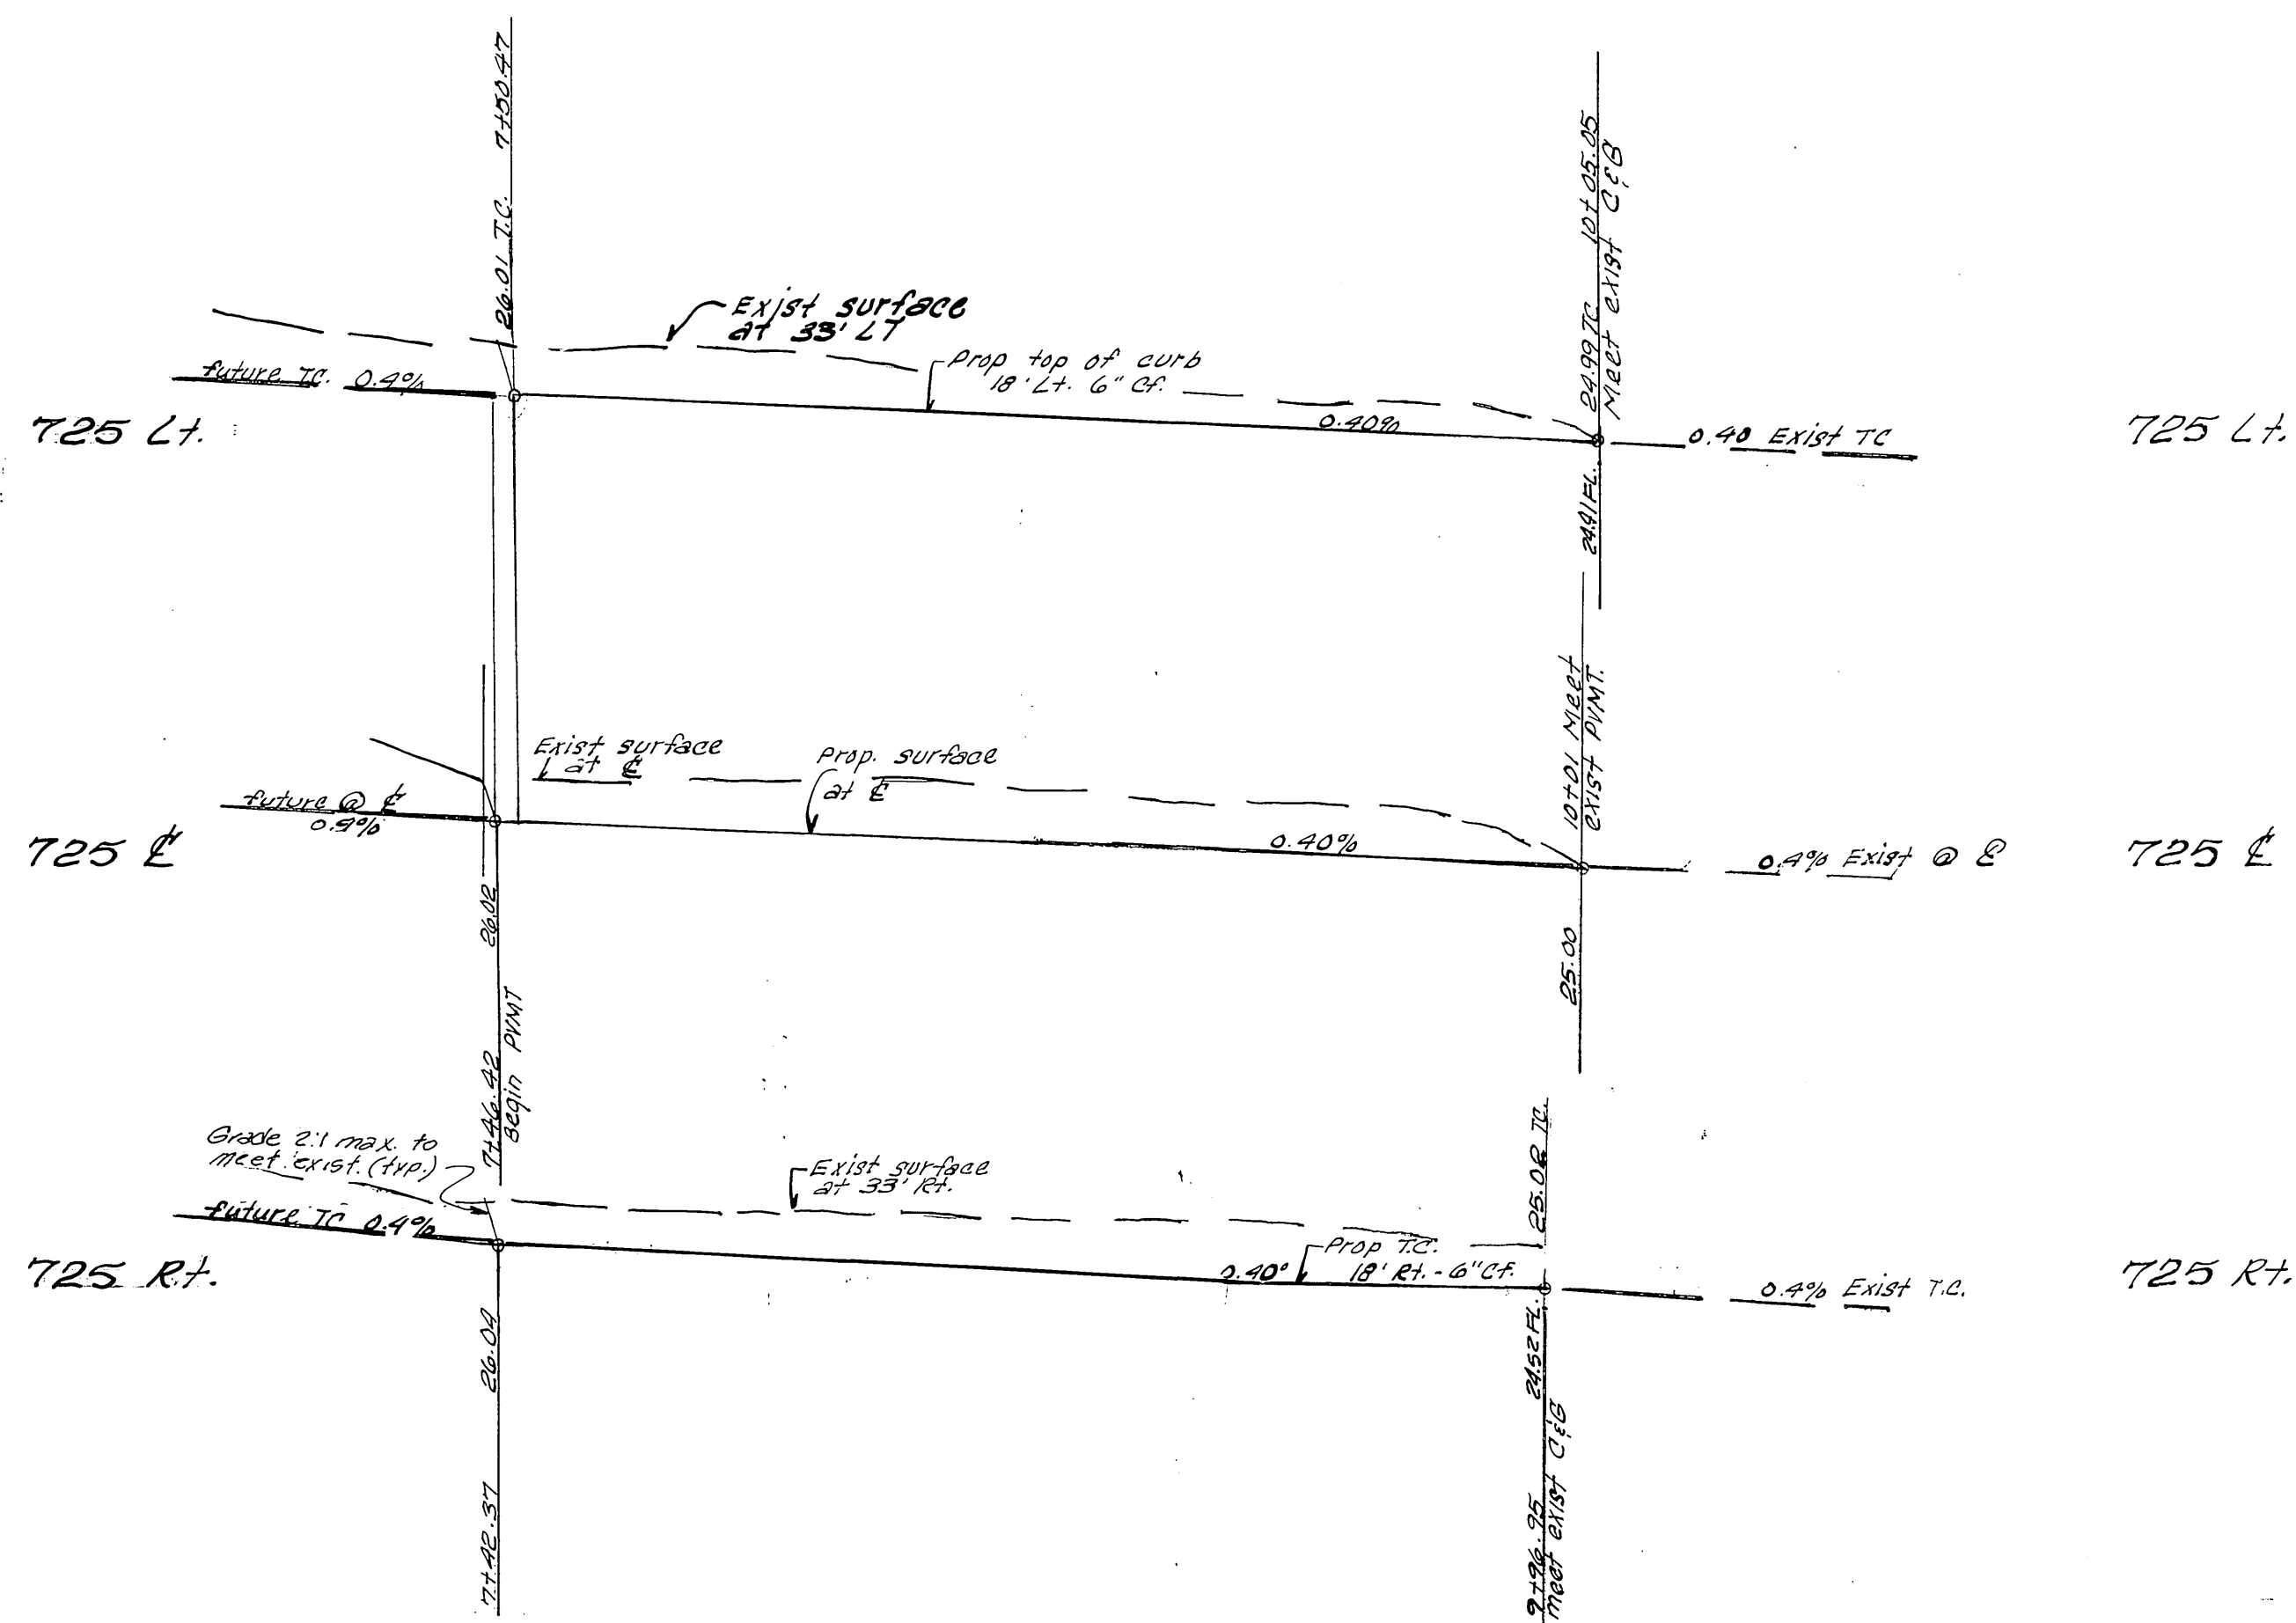 7+50.47
26.01 T.C.
10+05.05
24.99 TC
Meet exist C&G
Exist surface
at 33' LT
Prop top of curb
18' Lt. 6" Cf.
future TC. 0.4%
0.40%
0.40 Exist TC
725 Lt.
725 Lt.
24.41 FL.
10+01 Meet
exist PVMT.
Exist surface
at ℄
Prop. surface
at ℄
future @ ℄
0.4%
0.40%
0.4% Exist @ ℄
725 ℄
725 ℄
26.02
25.00
7+46.42
Begin PVMT
Grade 2:1 max. to
meet exist. (typ.)
Exist surface
at 33' Rt.
25.02 TC.
future TC 0.4%
Prop T.C.
0.40°
18' Rt. - 6" Cf.
0.4% Exist T.C.
725 Rt.
725 Rt.
26.04
24.52 FL.
7+42.37
9+96.95
meet exist C&G